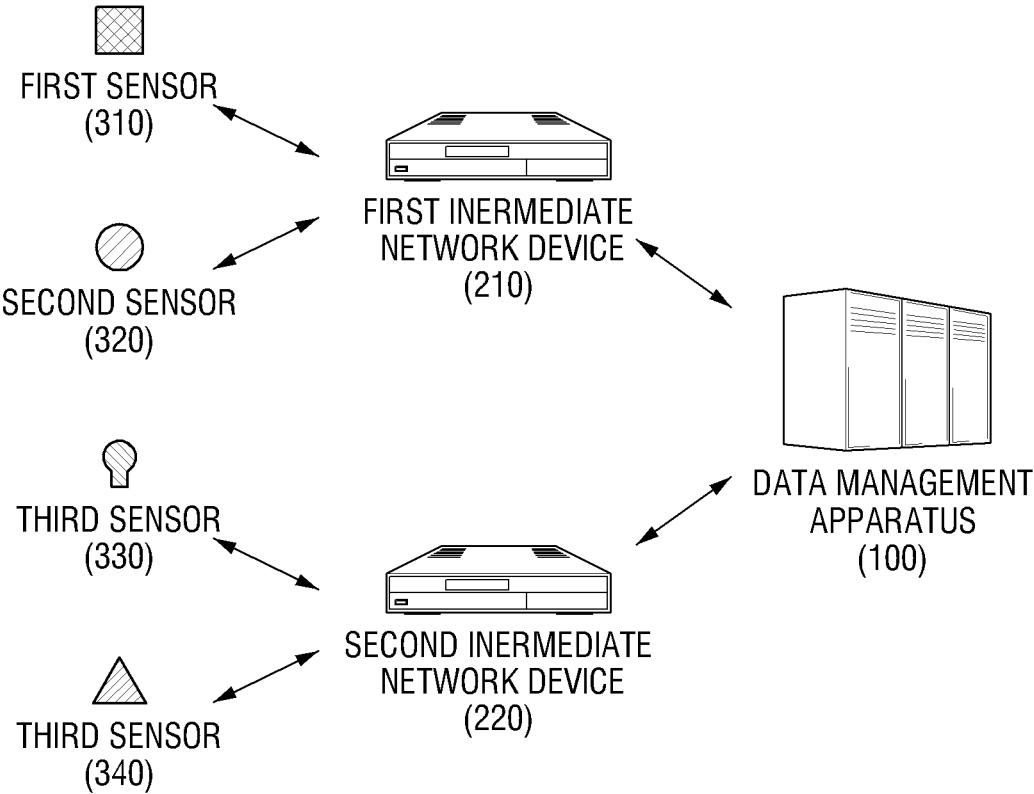 FIRST SENSOR
(310)
FIRST INERMEDIATE
NETWORK DEVICE
(210)
SECOND SENSOR
(320)
DATA MANAGEMENT
APPARATUS
(100)
THIRD SENSOR
(330)
SECOND INERMEDIATE
NETWORK DEVICE
(220)
THIRD SENSOR
(340)